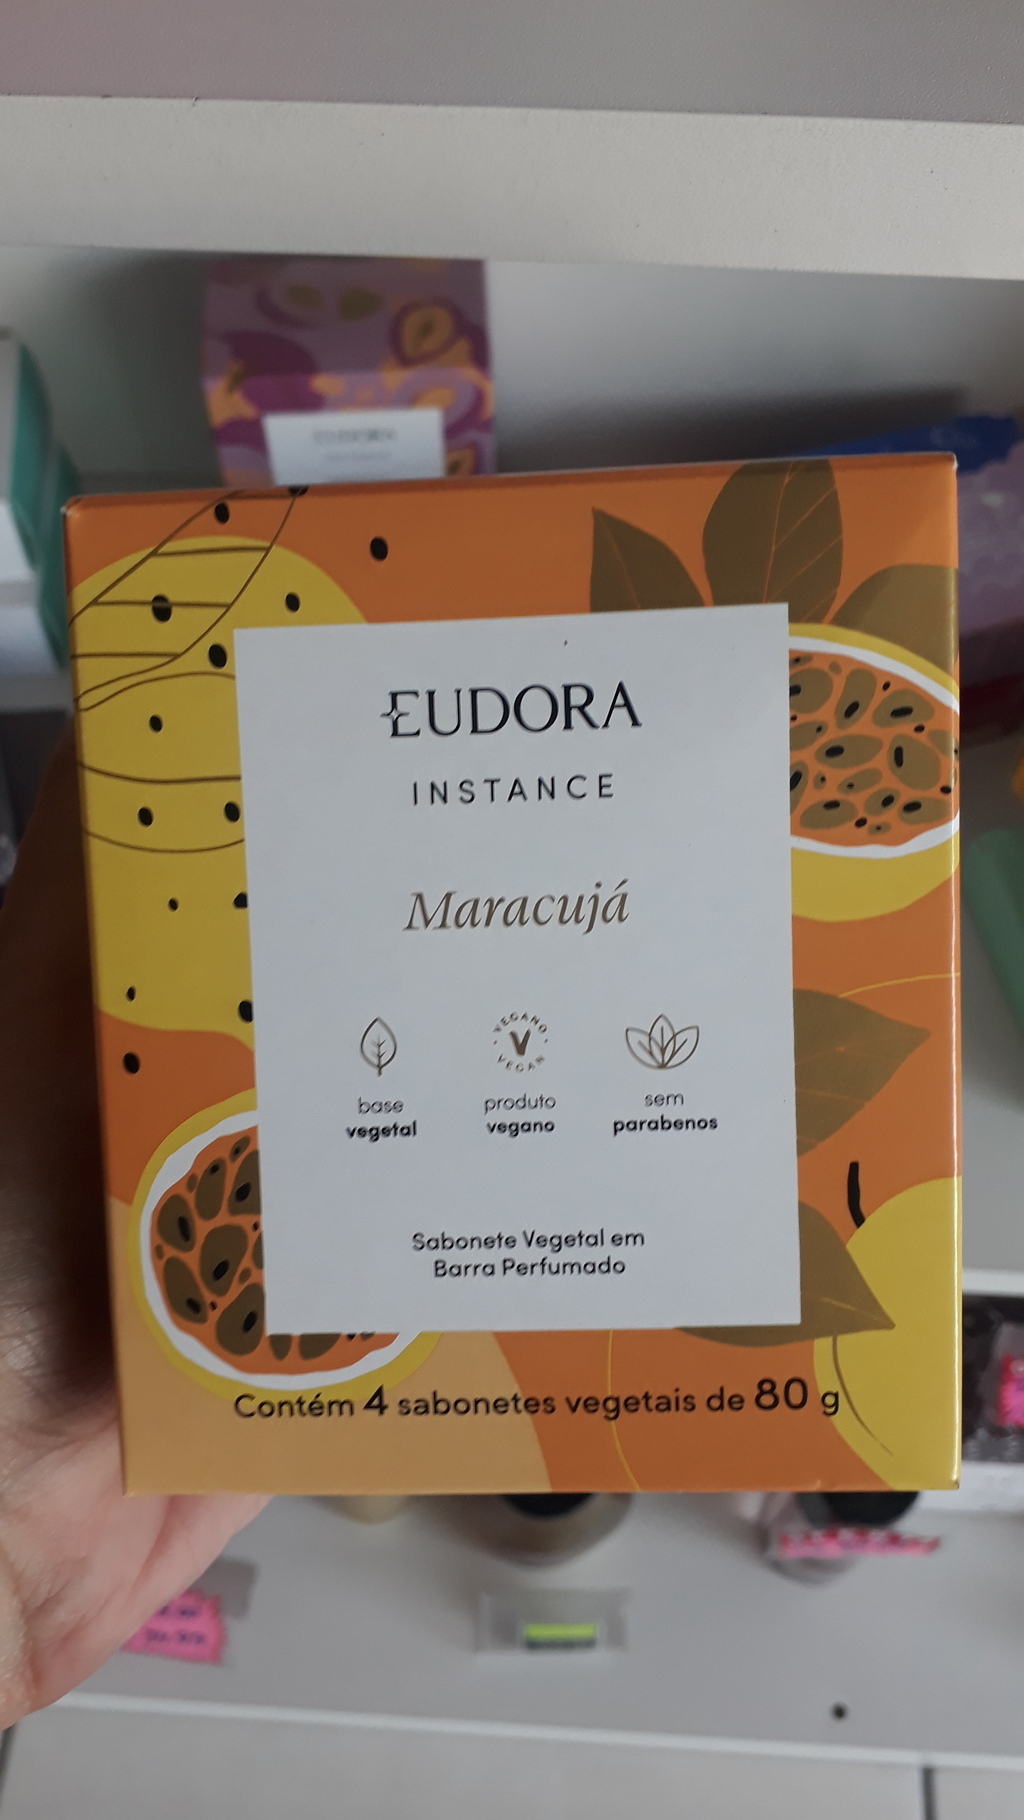 EUDORA
EUDORA
INSTANCE
Maracujá
VEGANO
V
VEGAN
base
vegetal
produto
vegano
sem
parabenos
Sabonete Vegetal em
Barra Perfumado
Contém 4 sabonetes vegetais de 80 g